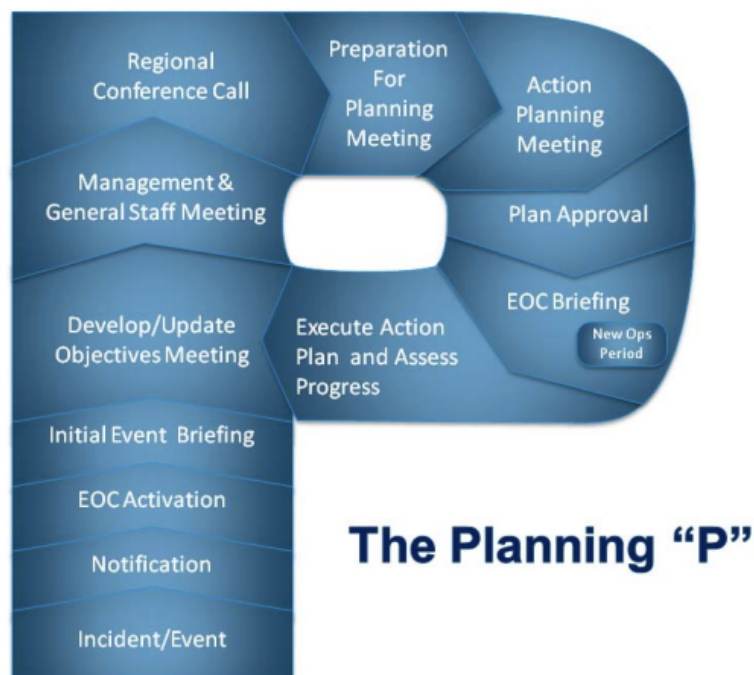 Regional
Conference Call
Preparation
For
Planning
Meeting
Action
Planning
Meeting
Management &
General Staff Meeting
Plan Approval
EOC Briefing
New Ops
Period
Develop/Update
Objectives Meeting
Execute Action
Plan and Assess
Progress
Initial Event Briefing
EOC Activation
Notification
Incident/Event
The Planning “P”